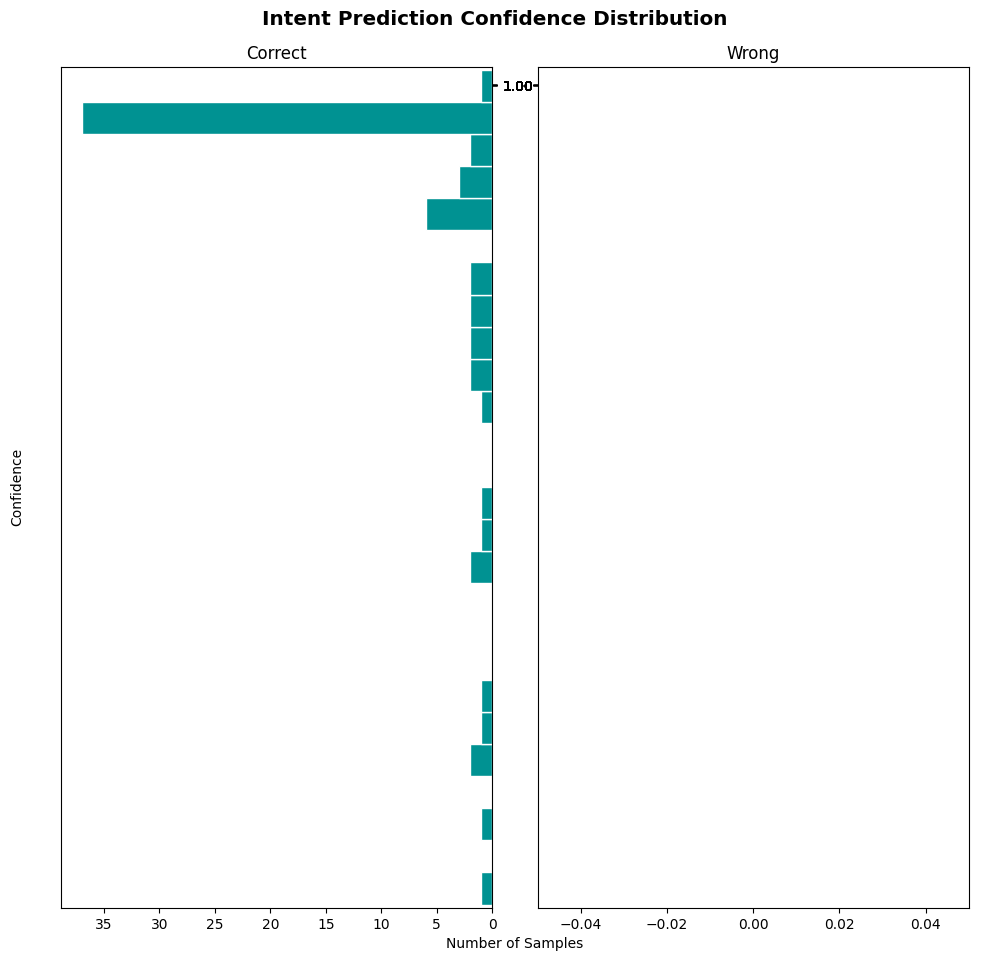 Intent Prediction Confidence Distribution
Correct
Wrong
1.00
Confidence
35 30 25 20 15 10 5 0
−0.04 −0.02 0.00 0.02 0.04
Number of Samples